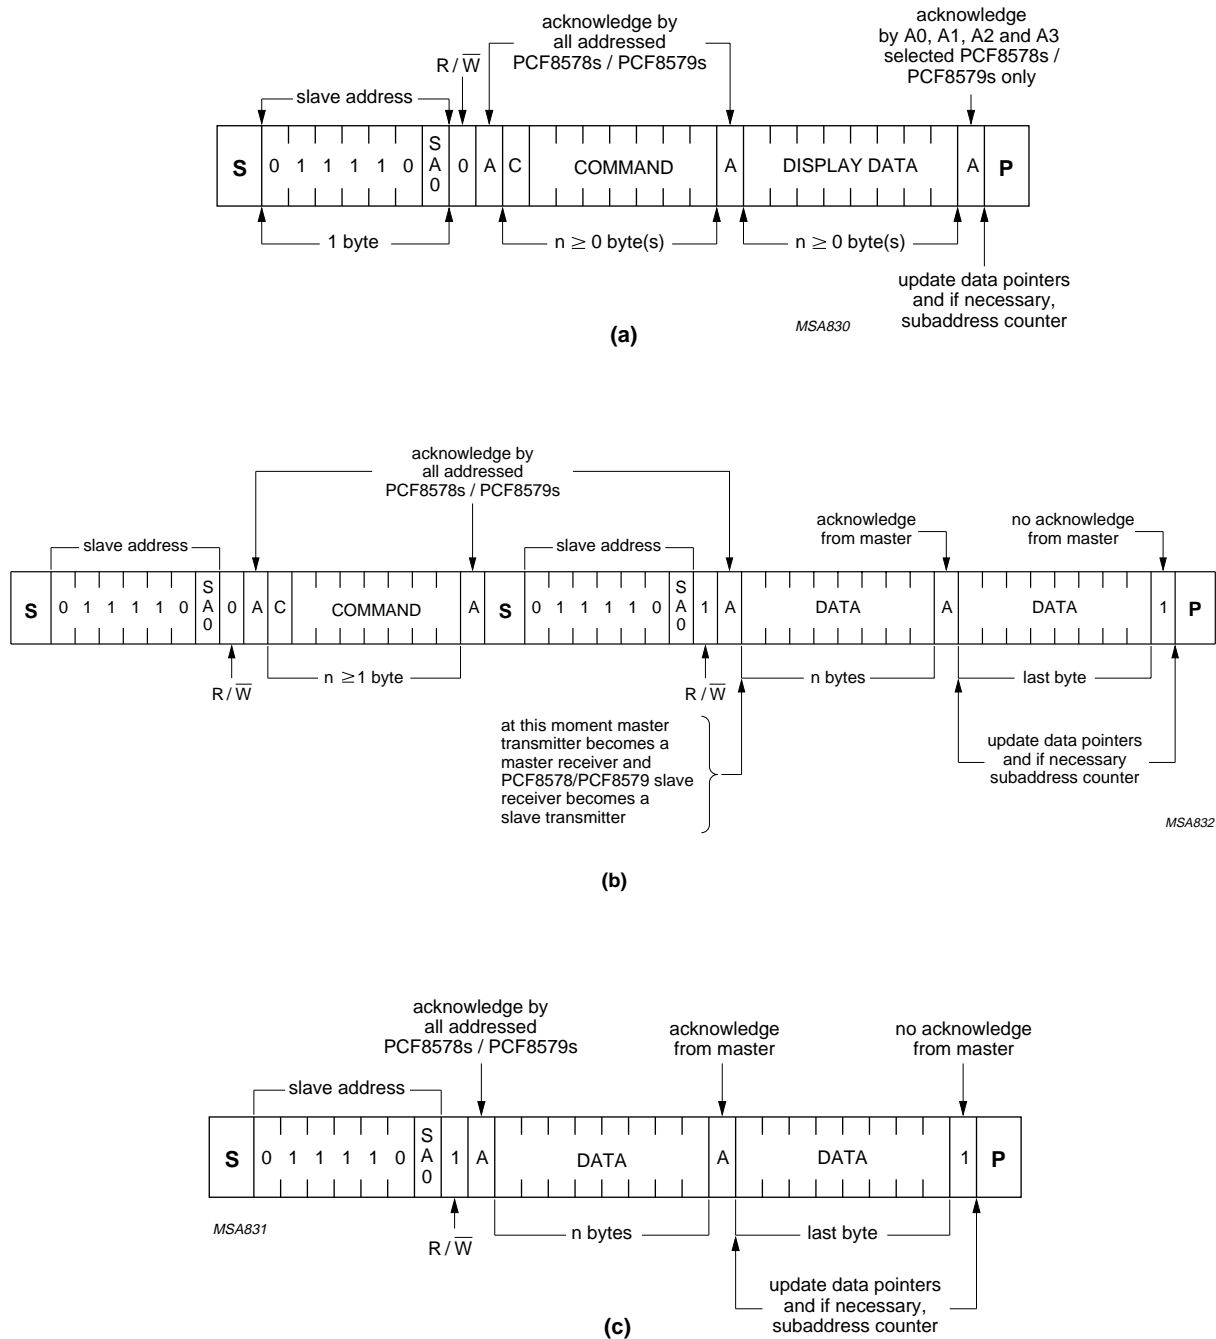 acknowledge by
all addressed
PCF8578s / PCF8579s
acknowledge
by A0, A1, A2 and A3
selected PCF8578s /
PCF8579s only
R / W
slave address
S 0 1 1 1 1 0 SA0 0 A C COMMAND A DISPLAY DATA A P
1 byte
n ≥ 0 byte(s)
n ≥ 0 byte(s)
update data pointers
and if necessary,
subaddress counter
MSA830
(a)
acknowledge by
all addressed
PCF8578s / PCF8579s
acknowledge
from master
no acknowledge
from master
slave address
slave address
S 0 1 1 1 1 0 SA0 0 A C COMMAND A S 0 1 1 1 1 0 SA0 1 A DATA A DATA 1 P
R / W
n ≥ 1 byte
R / W
n bytes
last byte
at this moment master
transmitter becomes a
master receiver and
PCF8578/PCF8579 slave
receiver becomes a
slave transmitter
update data pointers
and if necessary
subaddress counter
MSA832
(b)
acknowledge by
all addressed
PCF8578s / PCF8579s
acknowledge
from master
no acknowledge
from master
slave address
S 0 1 1 1 1 0 SA0 1 A DATA A DATA 1 P
MSA831
R / W
n bytes
last byte
update data pointers
and if necessary,
subaddress counter
(c)